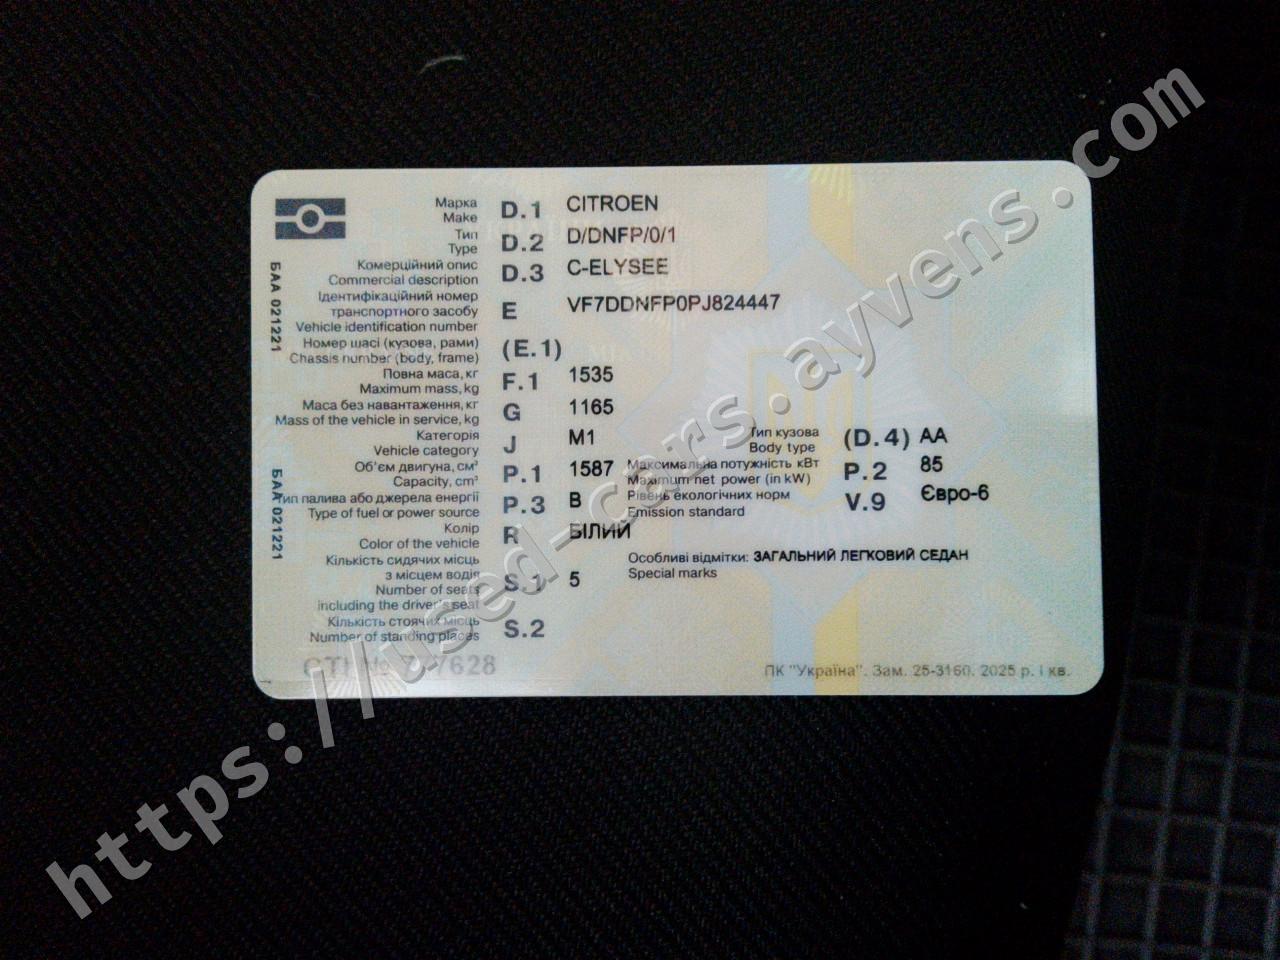 Марка
Make D.1 CITROEN
Тип
Type D.2 D/DNFP/0/1
Комерційний опис
Commercial description D.3 C-ELYSEE
Ідентифікаційний номер
транспортного засобу
Vehicle identification number E VF7DDNFP0PJ824447
Номер шасі (кузова, рами)
Chassis number (body, frame) (E.1)
Повна маса, кг
Maximum mass, kg F.1 1535
Маса без навантаження, кг
Mass of the vehicle in service, kg G 1165
Категорія
Vehicle category J M1
Тип кузова
Body type (D.4) AA
Об'єм двигуна, см³
Capacity, cm³ P.1 1587
Максимальна потужність кВт
Maximum net power (in kW) P.2 85
Тип палива або джерела енергії
Type of fuel or power source P.3 B
Рівень екологічних норм
Emission standard V.9 Євро-6
Колір
Color of the vehicle R БІЛИЙ
Кількість сидячих місць
з місцем водія
Number of seats
including the driver's seat S.1 5
Особливі відмітки: ЗАГАЛЬНИЙ ЛЕГКОВИЙ СЕДАН
Special marks
Кількість стоячих місць
Number of standing places S.2
ПК "Україна". Зам. 25-3160. 2025 р. І кв.
БАА 021221
БАА 021221
https://used-cars.ayvens.com